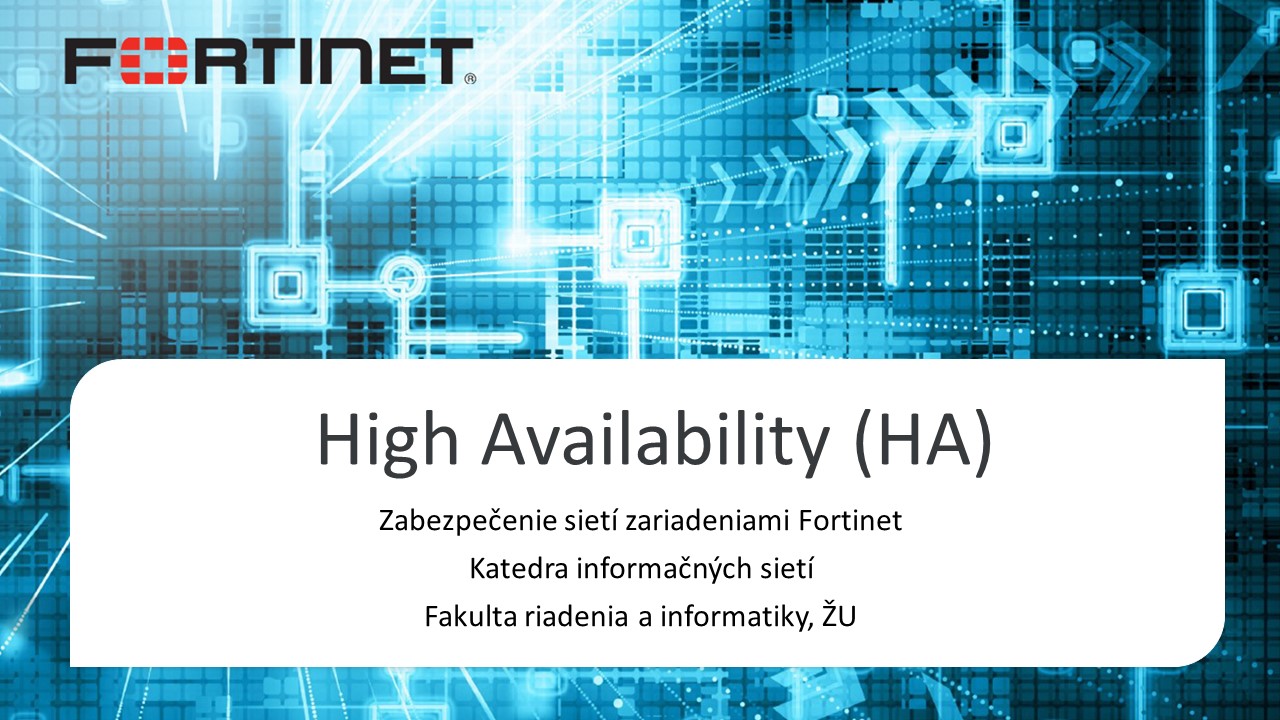 FORTINET®
High Availability (HA)
Zabezpečenie sietí zariadeniami Fortinet
Katedra informačných sietí
Fakulta riadenia a informatiky, ŽU